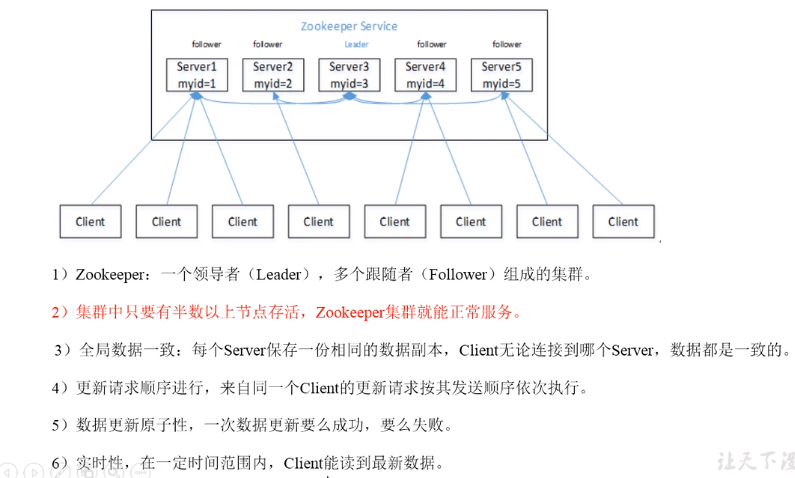 Zookeeper Service
follower follower Leader follower follower
Server1 Server2 Server3 Server4 Server5
myid=1 myid=2 myid=3 myid=4 myid=5
Client Client Client Client Client Client Client Client
1）Zookeeper：一个领导者（Leader），多个跟随者（Follower）组成的集群。
2）集群中只要有半数以上节点存活，Zookeeper集群就能正常服务。
3）全局数据一致：每个Server保存一份相同的数据副本，Client无论连接到哪个Server，数据都是一致的。
4）更新请求顺序进行，来自同一个Client的更新请求按其发送顺序依次执行。
5）数据更新原子性，一次数据更新要么成功，要么失败。
6）实时性，在一定时间范围内，Client能读到最新数据。
让天下没